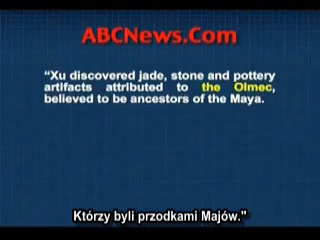 ABCNews.Com
“Xu discovered jade, stone and pottery
artifacts attributed to the Olmec,
believed to be ancestors of the Maya.
Którzy byli przodkami Majów."